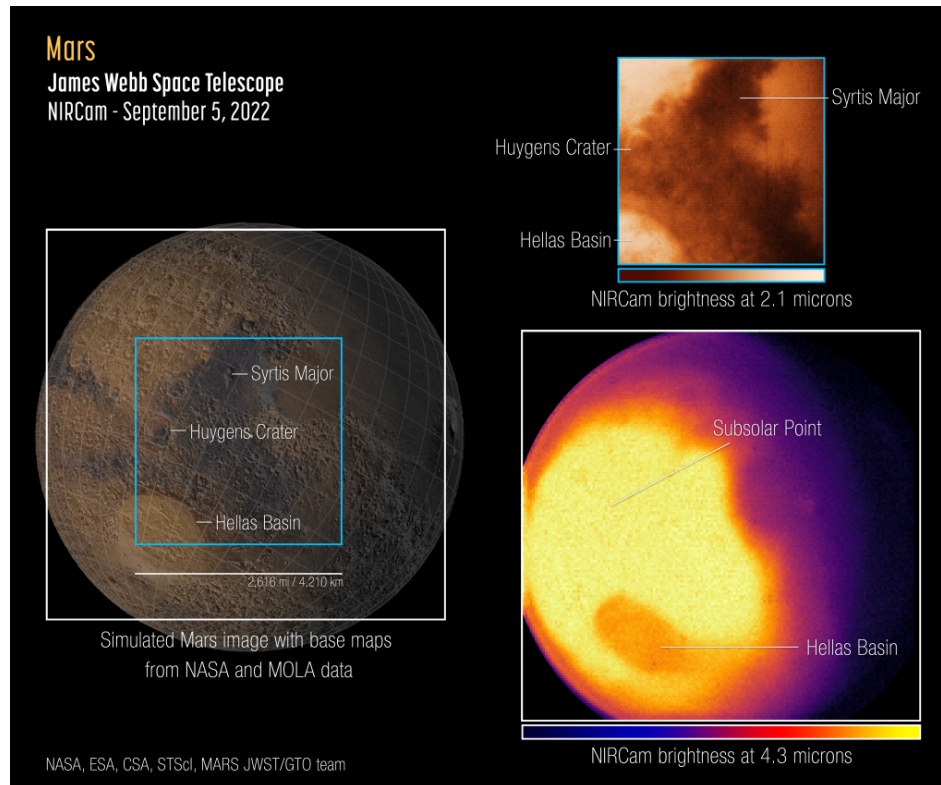 Mars
James Webb Space Telescope
NIRCam - September 5, 2022
Syrtis Major
Huygens Crater
Hellas Basin
NIRCam brightness at 2.1 microns
Syrtis Major
Huygens Crater
Hellas Basin
2,616 mi / 4,210 km
Simulated Mars image with base maps
from NASA and MOLA data
Subsolar Point
Hellas Basin
NIRCam brightness at 4.3 microns
NASA, ESA, CSA, STScI, MARS JWST/GTO team